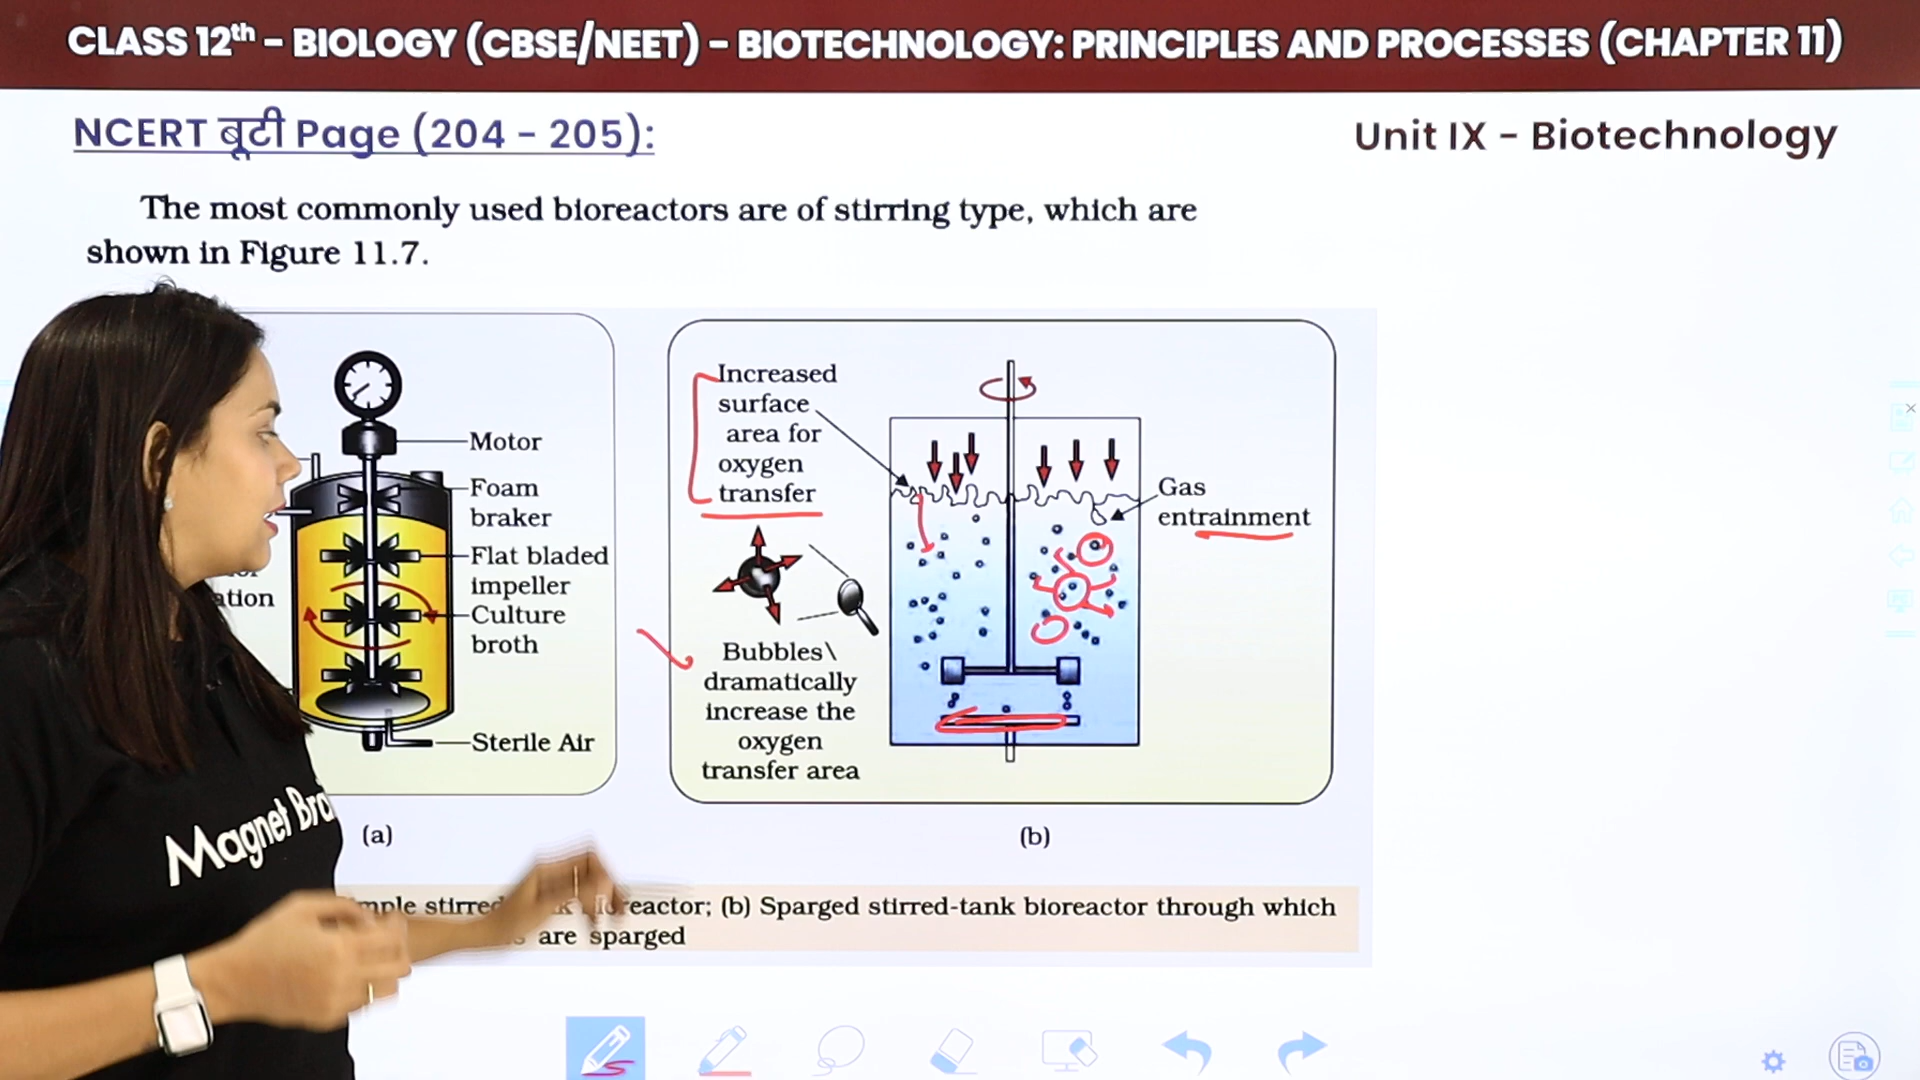 CLASS 12th – BIOLOGY (CBSE/NEET) – BIOTECHNOLOGY: PRINCIPLES AND PROCESSES (CHAPTER 11)
NCERT बूटी Page (204 – 205):
Unit IX – Biotechnology
The most commonly used bioreactors are of stirring type, which are
shown in Figure 11.7.
Motor
Foam
braker
Flat bladed
impeller
Culture
broth
Sterile Air
(a)
Increased
surface
area for
oxygen
transfer
Gas
entrainment
Bubbles\
dramatically
increase the
oxygen
transfer area
(b)
(b) Sparged stirred-tank bioreactor through which
are sparged
Magnet Bra